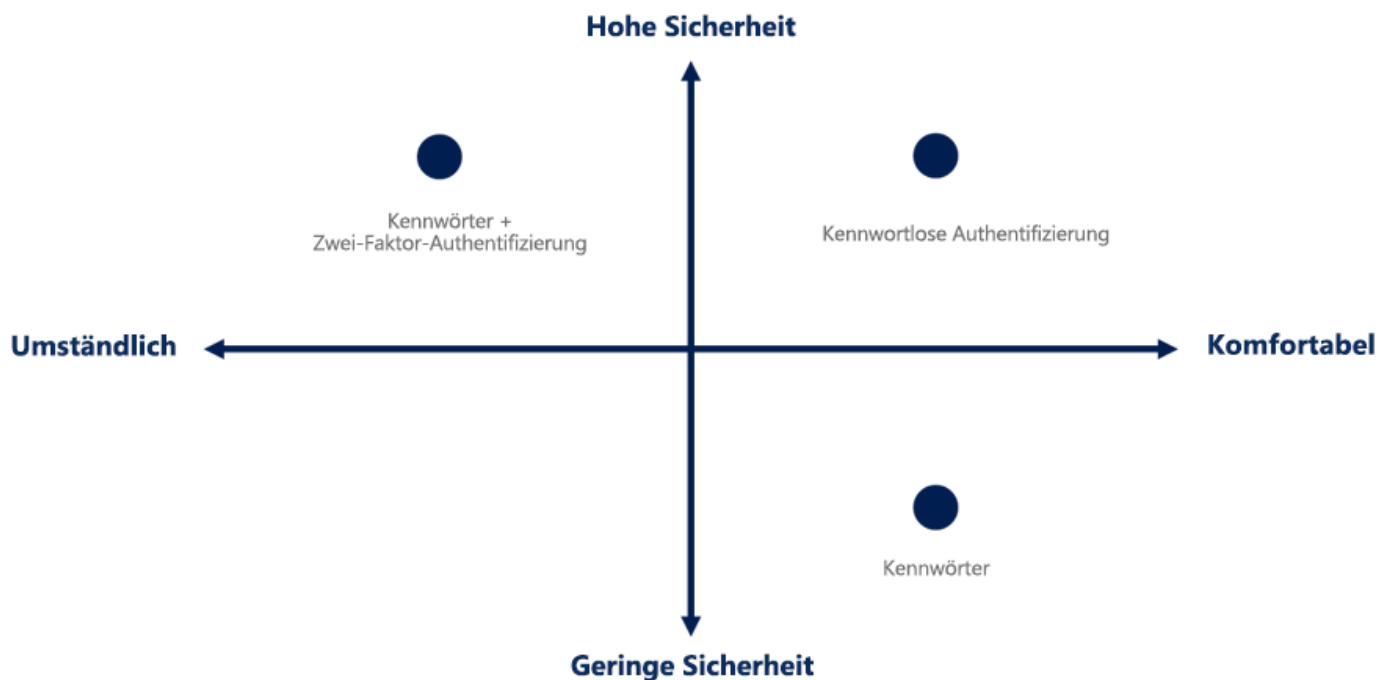 Hohe Sicherheit
Kennwörter +
Zwei-Faktor-Authentifizierung
Kennwortlose Authentifizierung
Umständlich
Komfortabel
Kennwörter
Geringe Sicherheit